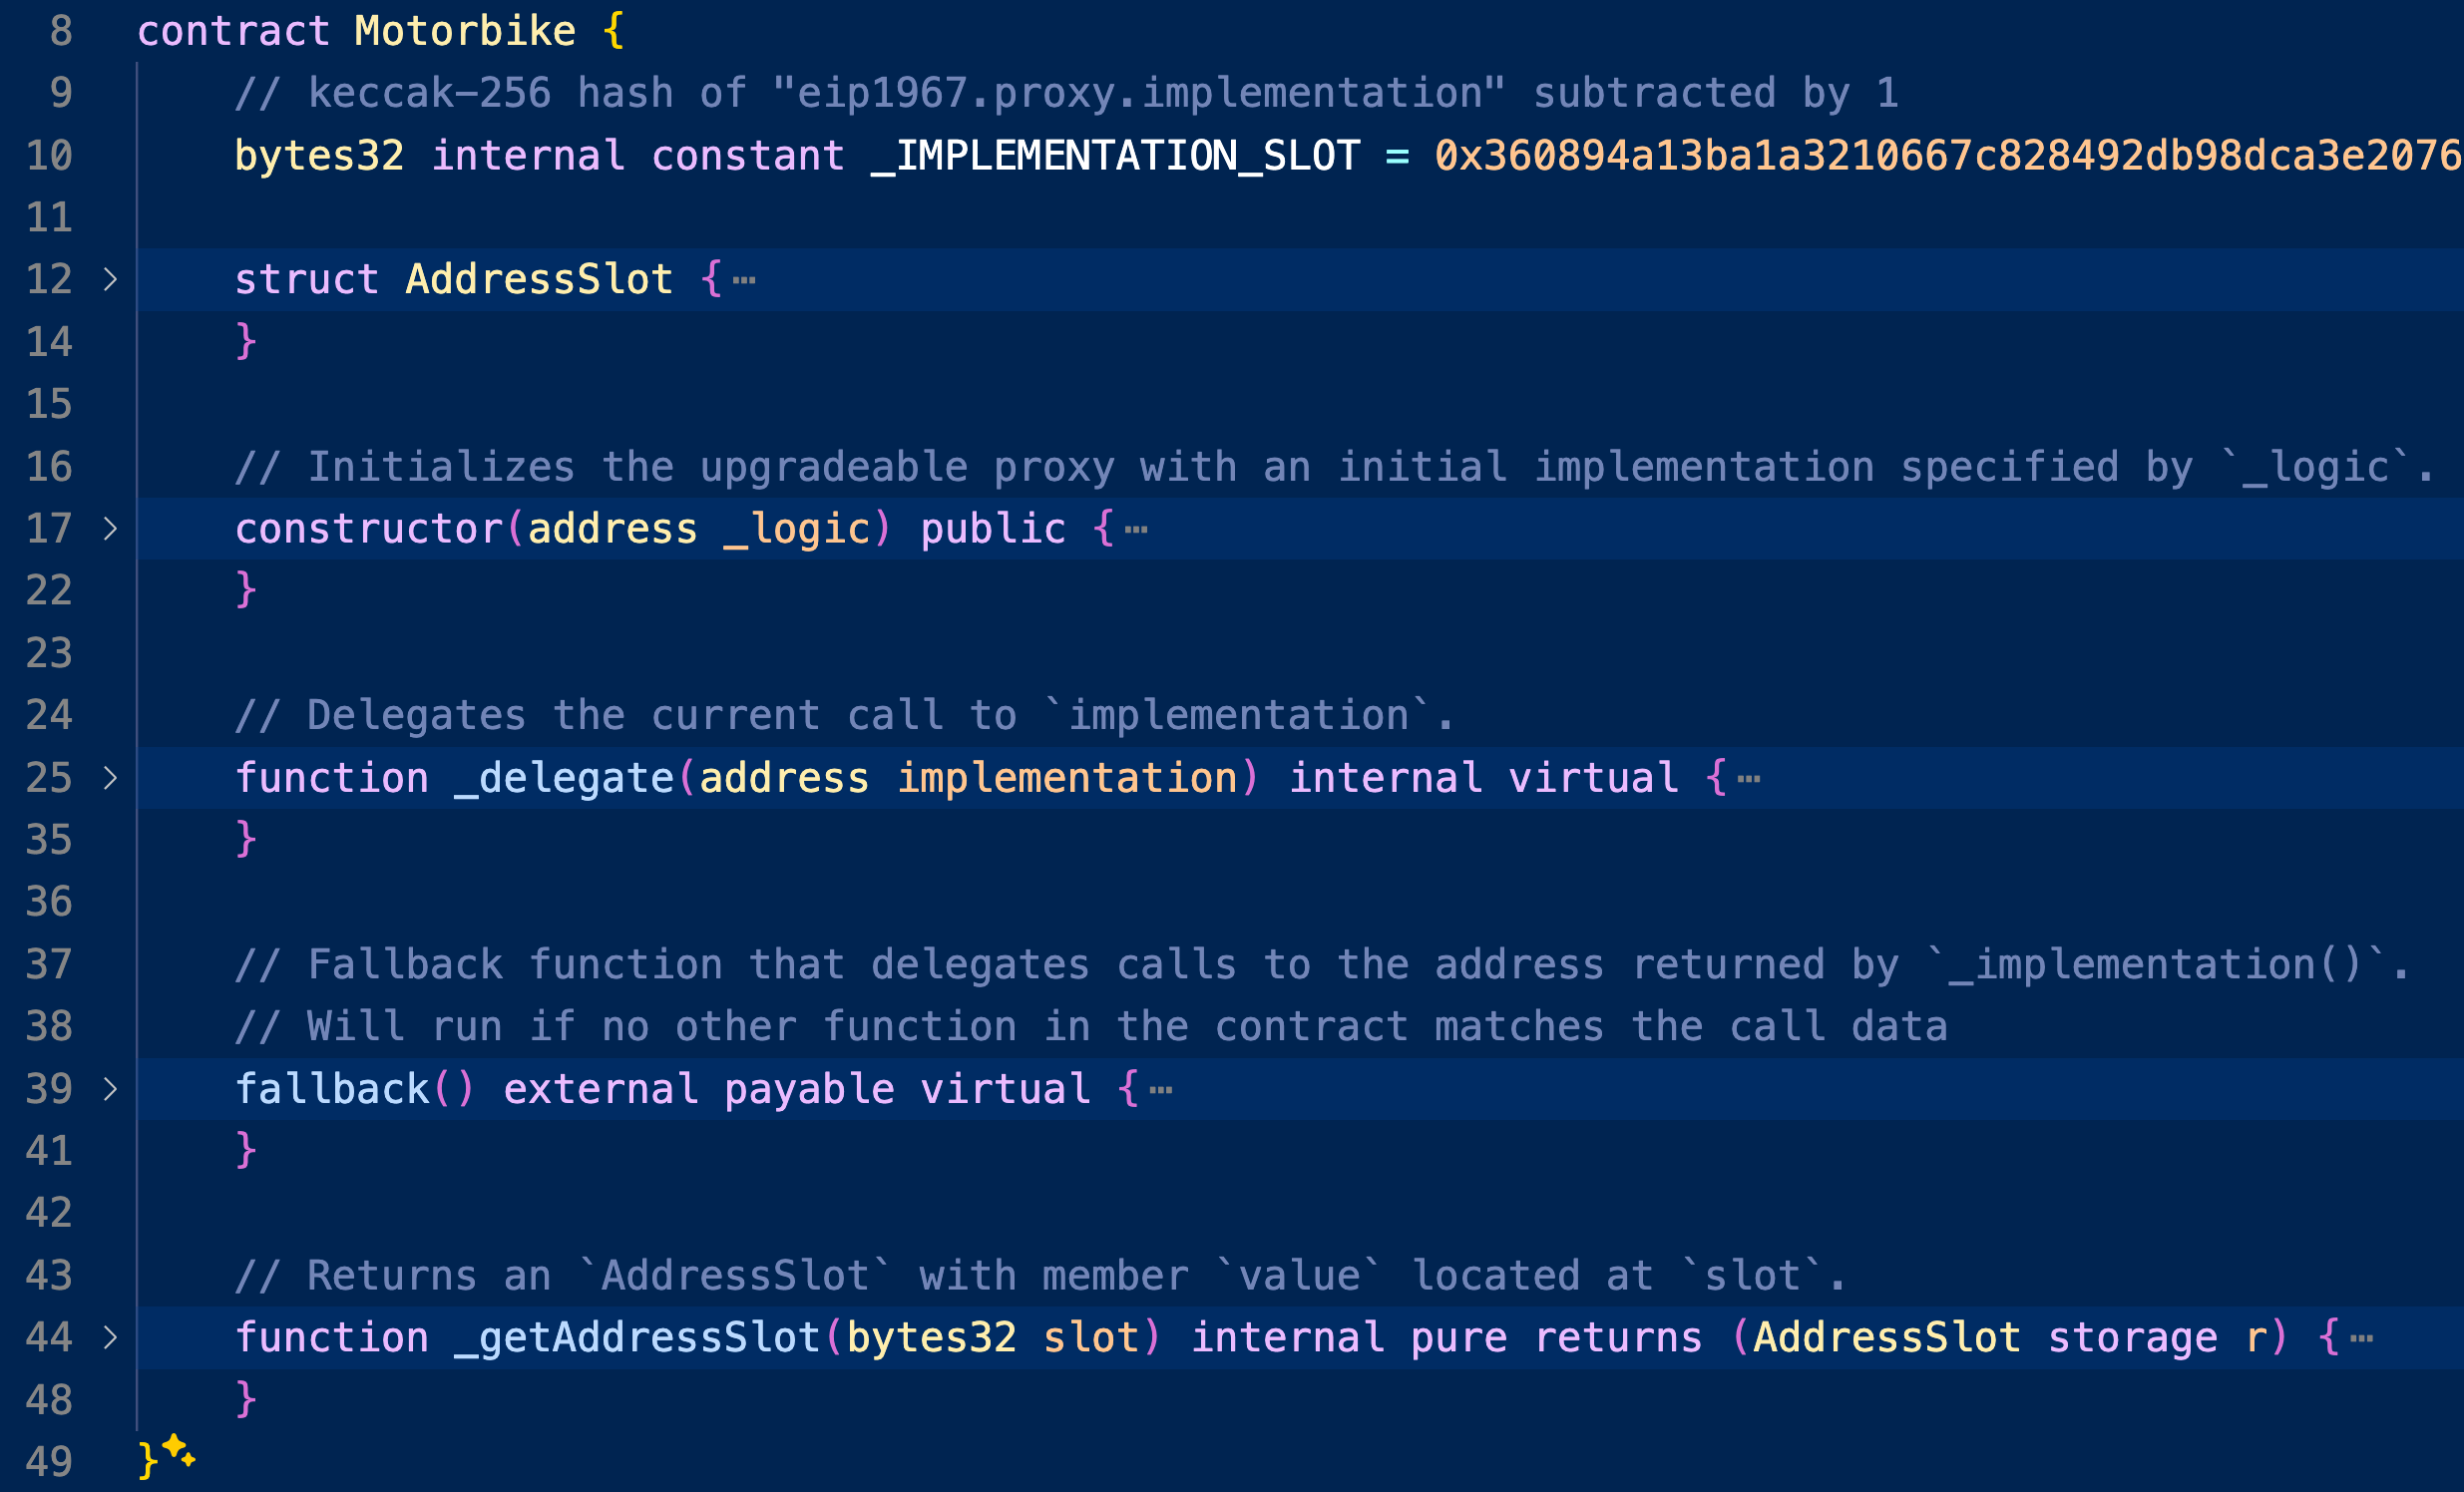 8 contract Motorbike {
9 // keccak-256 hash of "eip1967.proxy.implementation" subtracted by 1
10 bytes32 internal constant _IMPLEMENTATION_SLOT = 0x360894a13ba1a3210667c828492db98dca3e2076
11
12 > struct AddressSlot { ⋯
14 }
15
16 // Initializes the upgradeable proxy with an initial implementation specified by `_logic`.
17 > constructor(address _logic) public { ⋯
22 }
23
24 // Delegates the current call to `implementation`.
25 > function _delegate(address implementation) internal virtual { ⋯
35 }
36
37 // Fallback function that delegates calls to the address returned by `_implementation()`.
38 // Will run if no other function in the contract matches the call data
39 > fallback() external payable virtual { ⋯
41 }
42
43 // Returns an `AddressSlot` with member `value` located at `slot`.
44 > function _getAddressSlot(bytes32 slot) internal pure returns (AddressSlot storage r) { ⋯
48 }
49 }